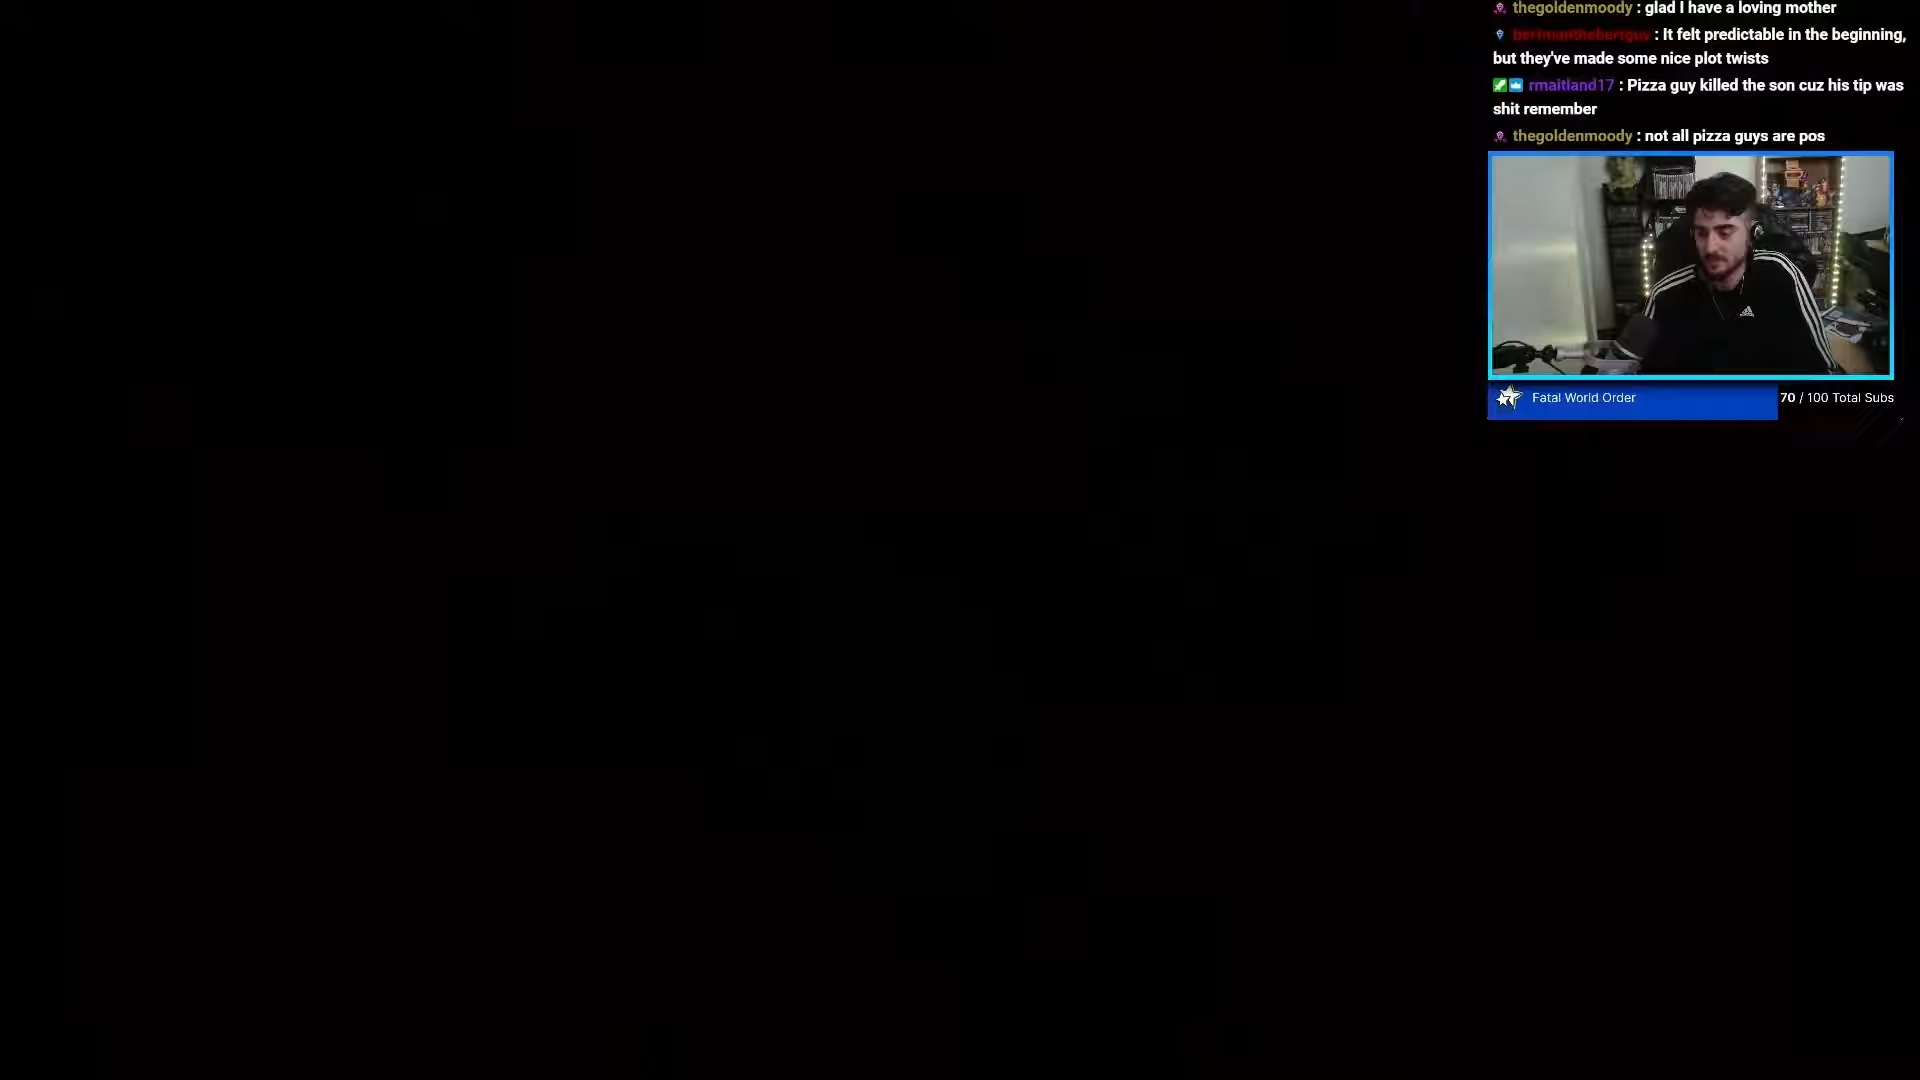 thegoldenmoody : glad I have a loving mother
bertmanthebertguy : It felt predictable in the beginning,
but they've made some nice plot twists
rmaitland17 : Pizza guy killed the son cuz his tip was
shit remember
thegoldenmoody : not all pizza guys are pos
Fatal World Order
70 / 100 Total Subs